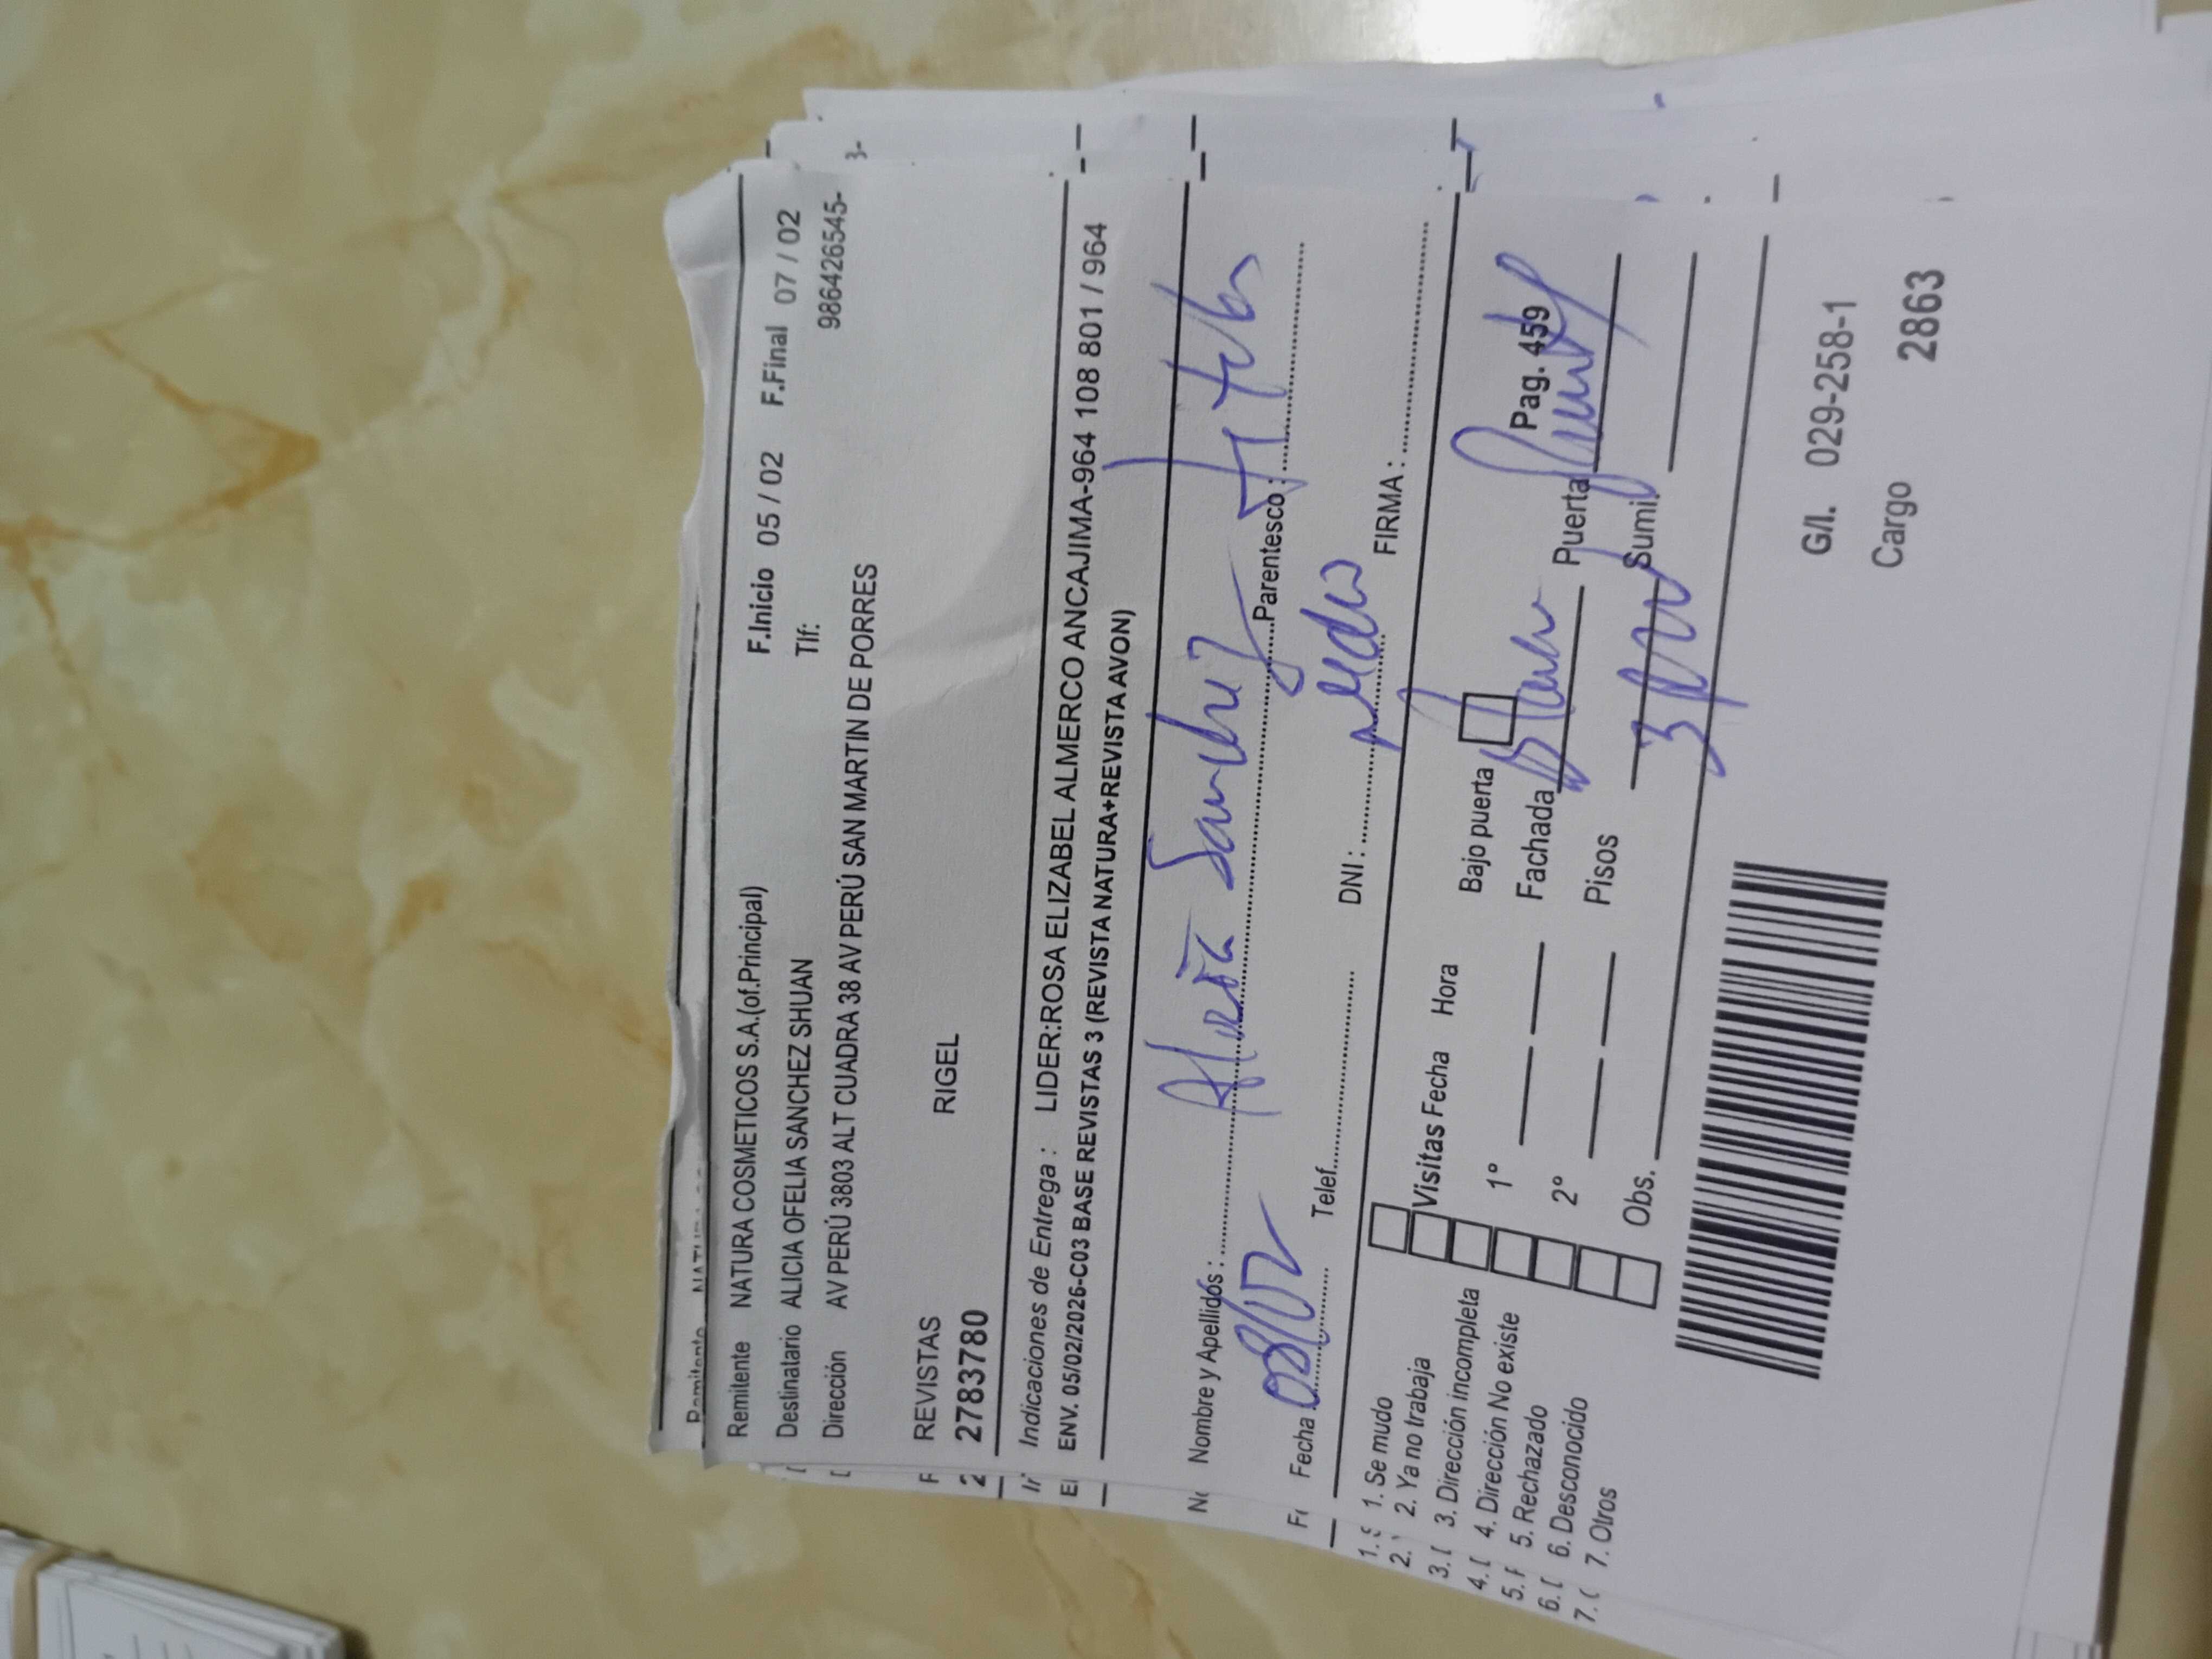 Remitente NATURA COSMETICOS S.A.(of.Principal) F.Inicio 05 / 02 F.Final 07 / 02
Destinatario ALICIA OFELIA SANCHEZ SHUAN Tlf: 986426545-
Dirección AV PERÚ 3803 ALT CUADRA 38 AV PERÚ SAN MARTIN DE PORRES
REVISTAS RIGEL
2783780
Indicaciones de Entrega : LIDER:ROSA ELIZABEL ALMERCO ANCAJIMA-964 108 801 / 964
ENV. 05/02/2026-C03 BASE REVISTAS 3 (REVISTA NATURA+REVISTA AVON)
Nombre y Apellidos : Sanchez Parentesco :
Fecha : 08/02 Telef. DNI : FIRMA :
1. Se mudo
2. Ya no trabaja
3. Dirección incompleta
4. Dirección No existe
5. Rechazado
6. Desconocido
7. Otros
Visitas Fecha Hora
1°
2°
Obs.
Bajo puerta Pag. 459
Fachada Puerta
Pisos 3 Sumi.
G/I. 029-258-1
Cargo 2863